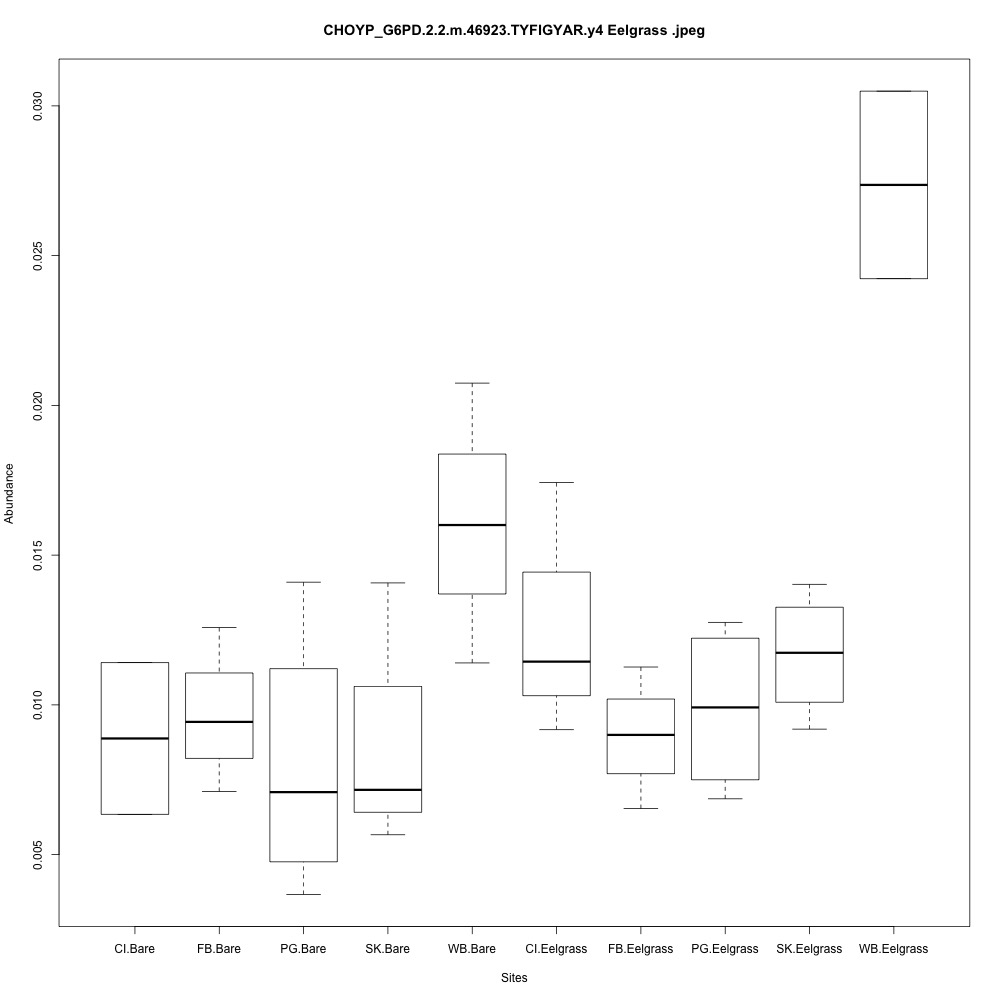 CHOYP_G6PD.2.2.m.46923.TYFIGYAR.y4 Eelgrass .jpeg
0.030
0.025
0.020
0.015
0.010
0.005
Abundance
CI.Bare FB.Bare PG.Bare SK.Bare WB.Bare CI.Eelgrass FB.Eelgrass PG.Eelgrass SK.Eelgrass WB.Eelgrass
Sites